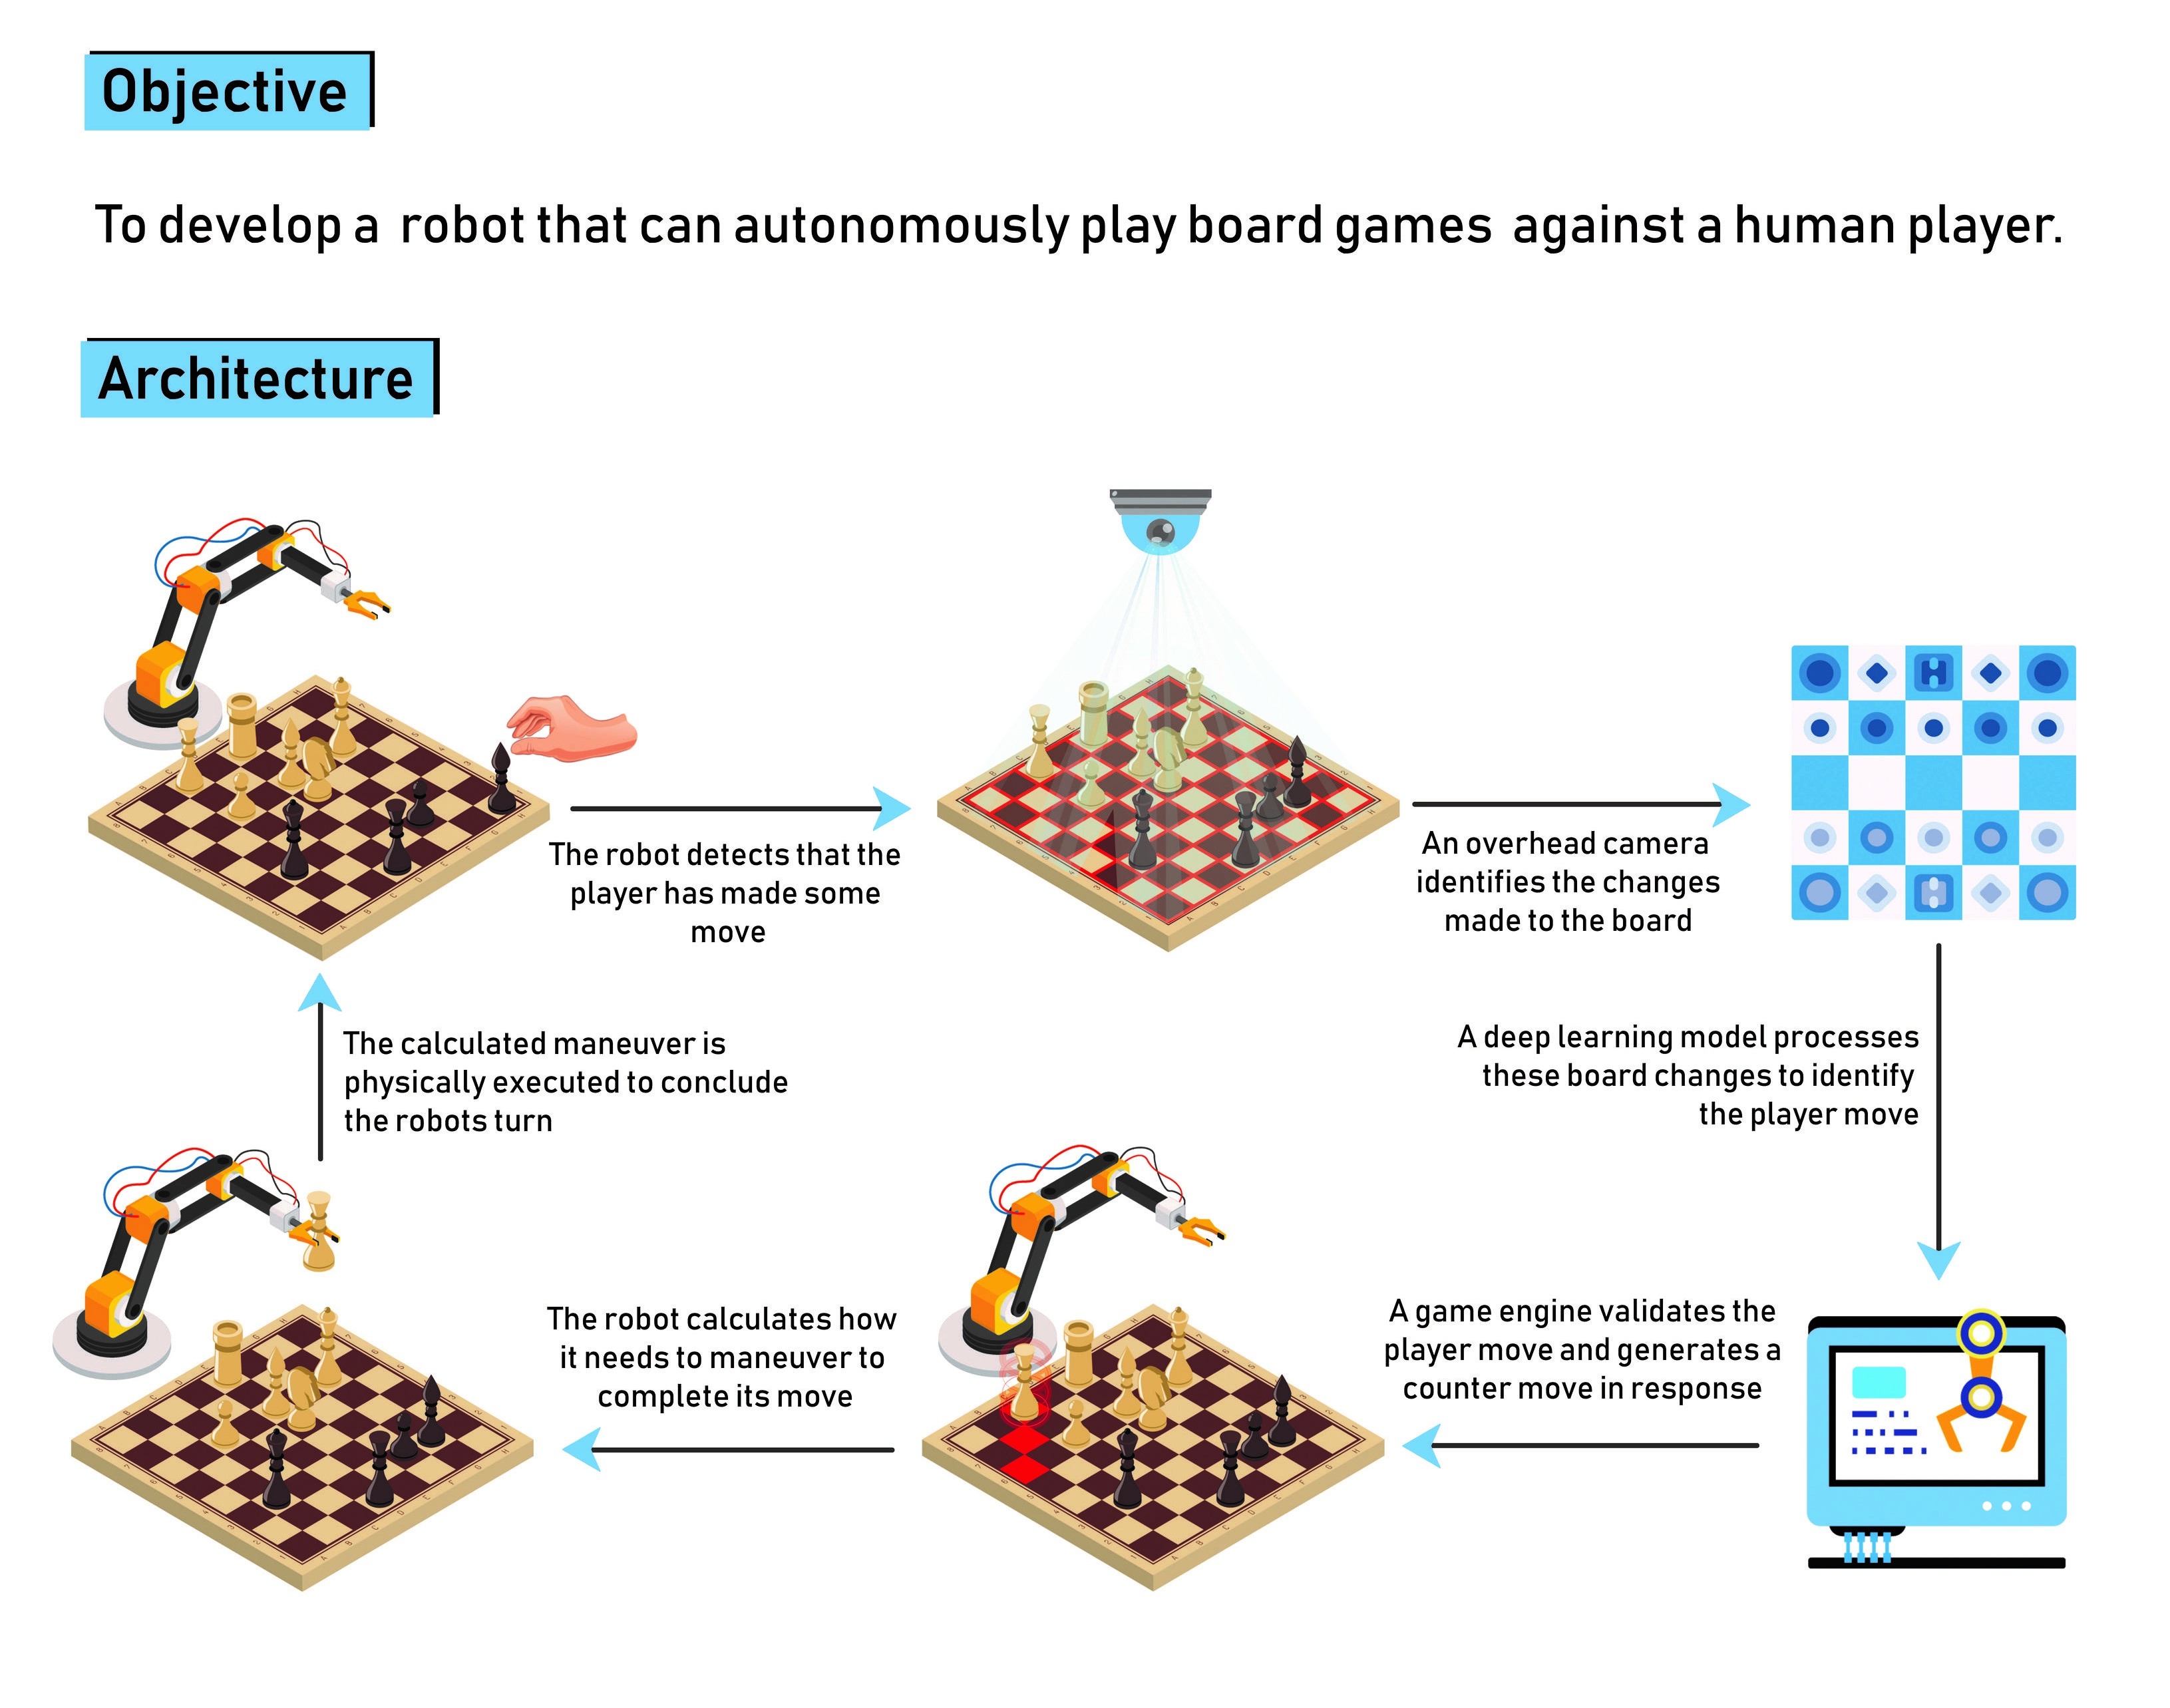 Objective
To develop a robot that can autonomously play board games against a human player.
Architecture
The robot detects that the
player has made some
move
An overhead camera
identifies the changes
made to the board
A deep learning model processes
these board changes to identify
the player move
A game engine validates the
player move and generates a
counter move in response
The robot calculates how
it needs to maneuver to
complete its move
The calculated maneuver is
physically executed to conclude
the robots turn